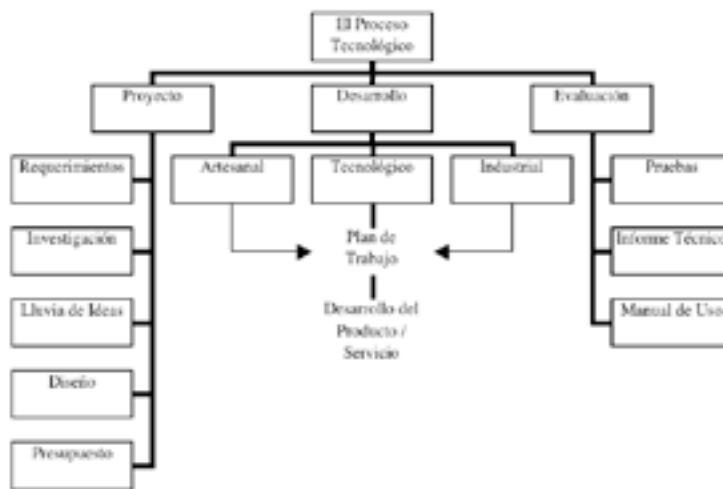 El Proceso
Tecnológico
Proyecto
Desarrollo
Evaluación
Requerimientos
Artesanal
Tecnológico
Industrial
Pruebas
Investigación
Plan de
Trabajo
Informe Técnico
Lluvia de Ideas
Desarrollo del
Producto /
Servicio
Manual de Uso
Diseño
Presupuesto